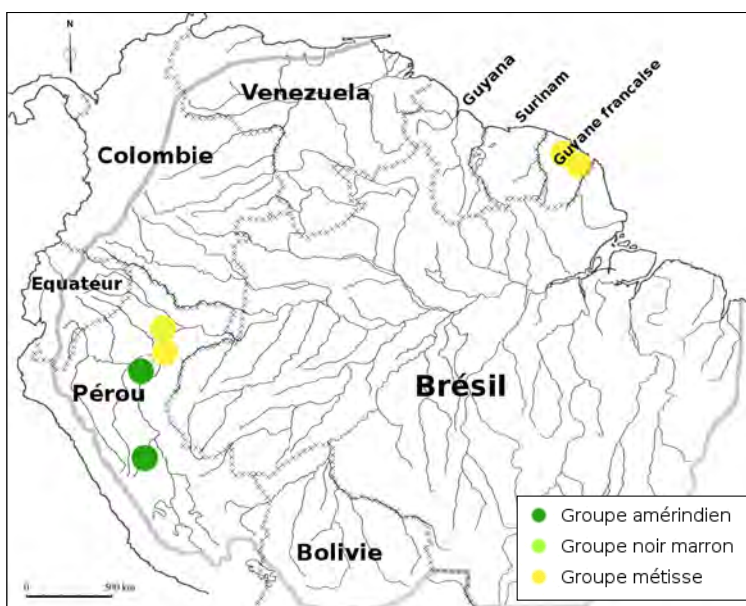 N
Venezuela
Guyana
Surinam
Guyane francaise
Colombie
Equateur
Pérou
Brésil
Bolivie
Groupe amérindien
Groupe noir marron
Groupe métisse
0 500 km